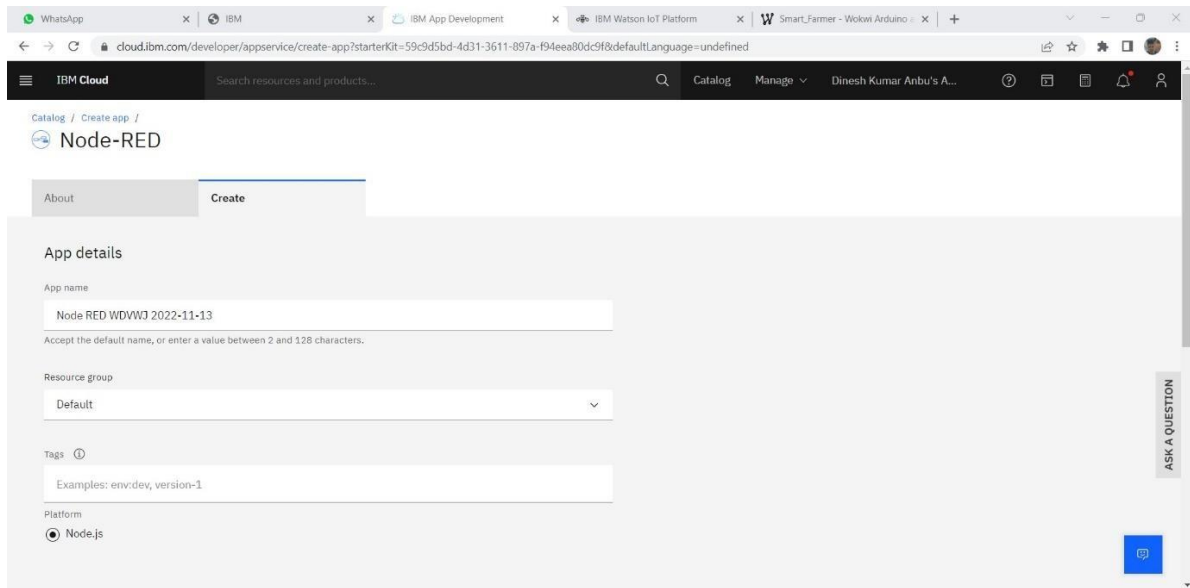 WhatsApp
IBM
IBM App Development
IBM Watson IoT Platform
Smart_Farmer - Wokwi Arduino
cloud.ibm.com/developer/appservice/create-app?starterKit=59c9d5bd-4d31-3611-897a-f94eea80dc9f&defaultLanguage=undefined
IBM Cloud
Search resources and products...
Catalog
Manage
Dinesh Kumar Anbu's A...
Catalog / Create app /
Node-RED
About
Create
App details
App name
Node RED WDVWJ 2022-11-13
Accept the default name, or enter a value between 2 and 128 characters.
Resource group
Default
Tags
Examples: env:dev, version-1
Platform
Node.js
ASK A QUESTION